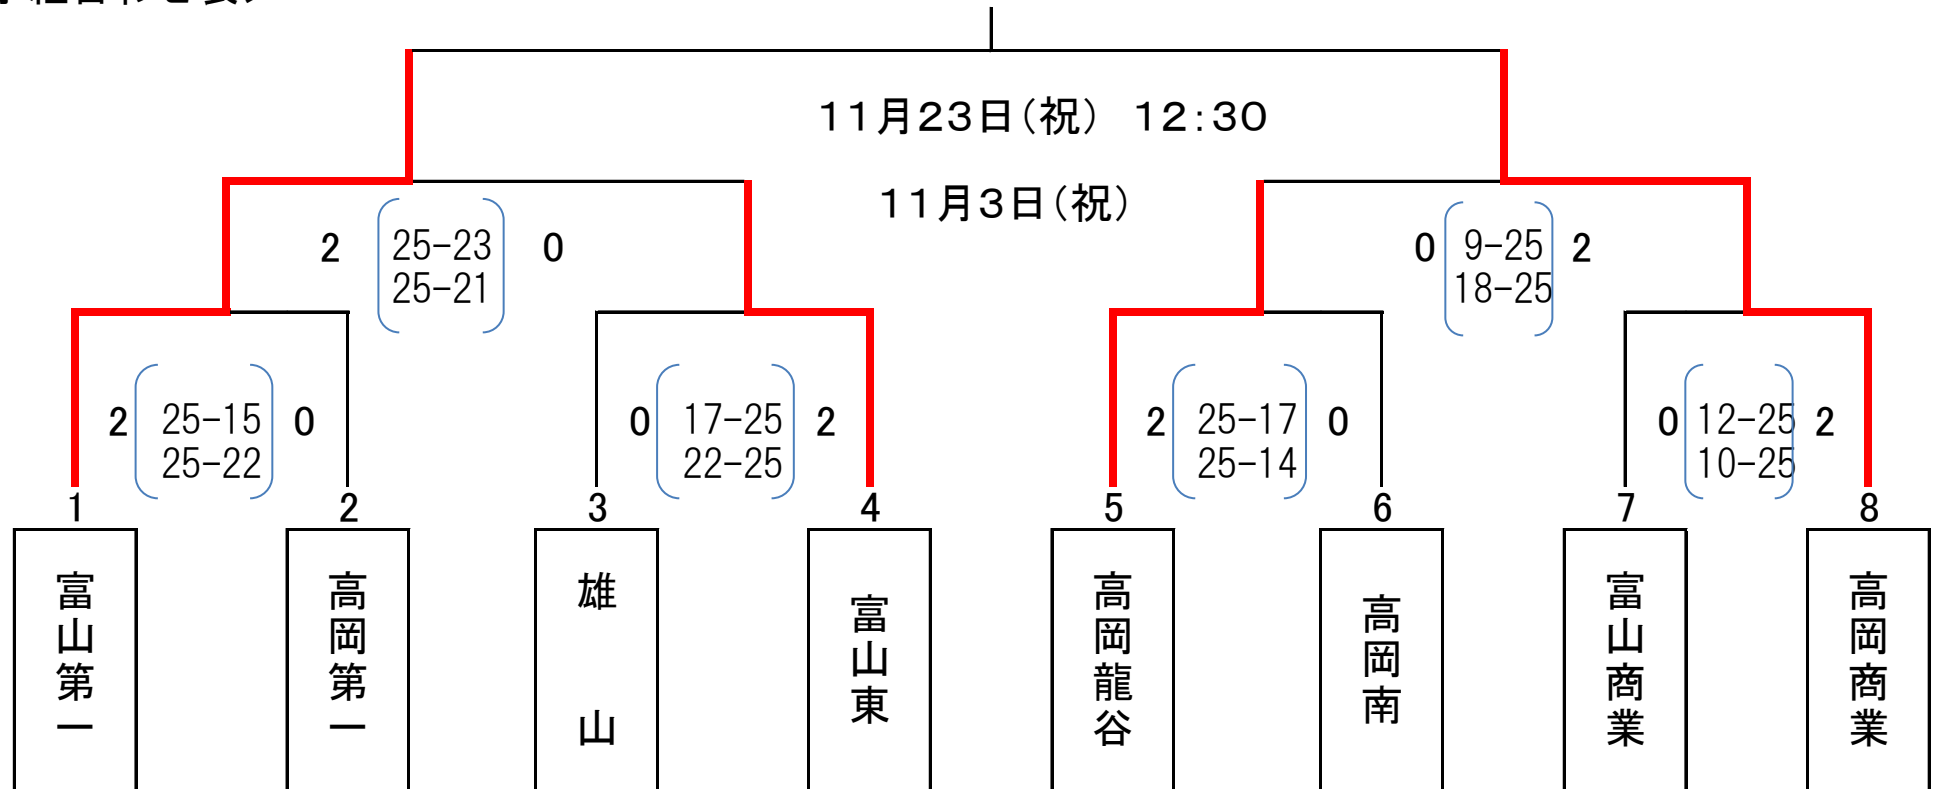 11月23日(祝) 12:30
11月3日(祝)
2 25-23 0
25-21
0 9-25 2
18-25
2 25-15 0
25-22
0 17-25 2
22-25
2 25-17 0
25-14
0 12-25 2
10-25
1 2 3 4 5 6 7 8
富山第一
高岡第一
雄山
富山東
高岡龍谷
高岡南
富山商業
高岡商業